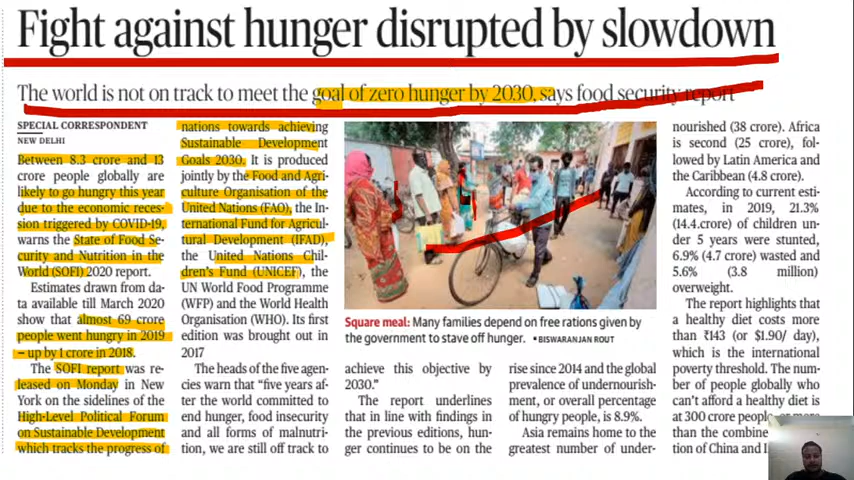 Fight against hunger disrupted by slowdown
The world is not on track to meet the goal of zero hunger by 2030, says food security report
SPECIAL CORRESPONDENT
NEW DELHI
Between 8.3 crore and 13
crore people globally are
likely to go hungry this year
due to the economic reces-
sion triggered by COVID-19,
warns the State of Food Se-
curity and Nutrition in the
World (SOFI) 2020 report.
Estimates drawn from da-
ta available till March 2020
show that almost 69 crore
people went hungry in 2019
– up by 1 crore in 2018.
The SOFI report was re-
leased on Monday in New
York on the sidelines of the
High-Level Political Forum
on Sustainable Development
which tracks the progress of
nations towards achieving
Sustainable Development
Goals 2030. It is produced
jointly by the Food and Agri-
culture Organisation of the
United Nations (FAO), the In-
ternational Fund for Agricul-
tural Development (IFAD),
the United Nations Chil-
dren's Fund (UNICEF), the
UN World Food Programme
(WFP) and the World Health
Organisation (WHO). Its first
edition was brought out in
2017
The heads of the five agen-
cies warn that “five years af-
ter the world committed to
end hunger, food insecurity
and all forms of malnutri-
tion, we are still off track to
Square meal: Many families depend on free rations given by
the government to stave off hunger. • BISWARANJAN ROUT
achieve this objective by
2030.”
The report underlines
that in line with findings in
the previous editions, hun-
ger continues to be on the
rise since 2014 and the global
prevalence of undernourish-
ment, or overall percentage
of hungry people, is 8.9%.
Asia remains home to the
greatest number of under-
nourished (38 crore). Africa
is second (25 crore), fol-
lowed by Latin America and
the Caribbean (4.8 crore).
According to current esti-
mates, in 2019, 21.3%
(14.4.crore) of children un-
der 5 years were stunted,
6.9% (4.7 crore) wasted and
5.6% (3.8 million)
overweight.
The report highlights that
a healthy diet costs more
than ₹143 (or $1.90/ day),
which is the international
poverty threshold. The num-
ber of people globally who
can't afford a healthy diet is
at 300 crore people, or more
than the combine
tion of China and I